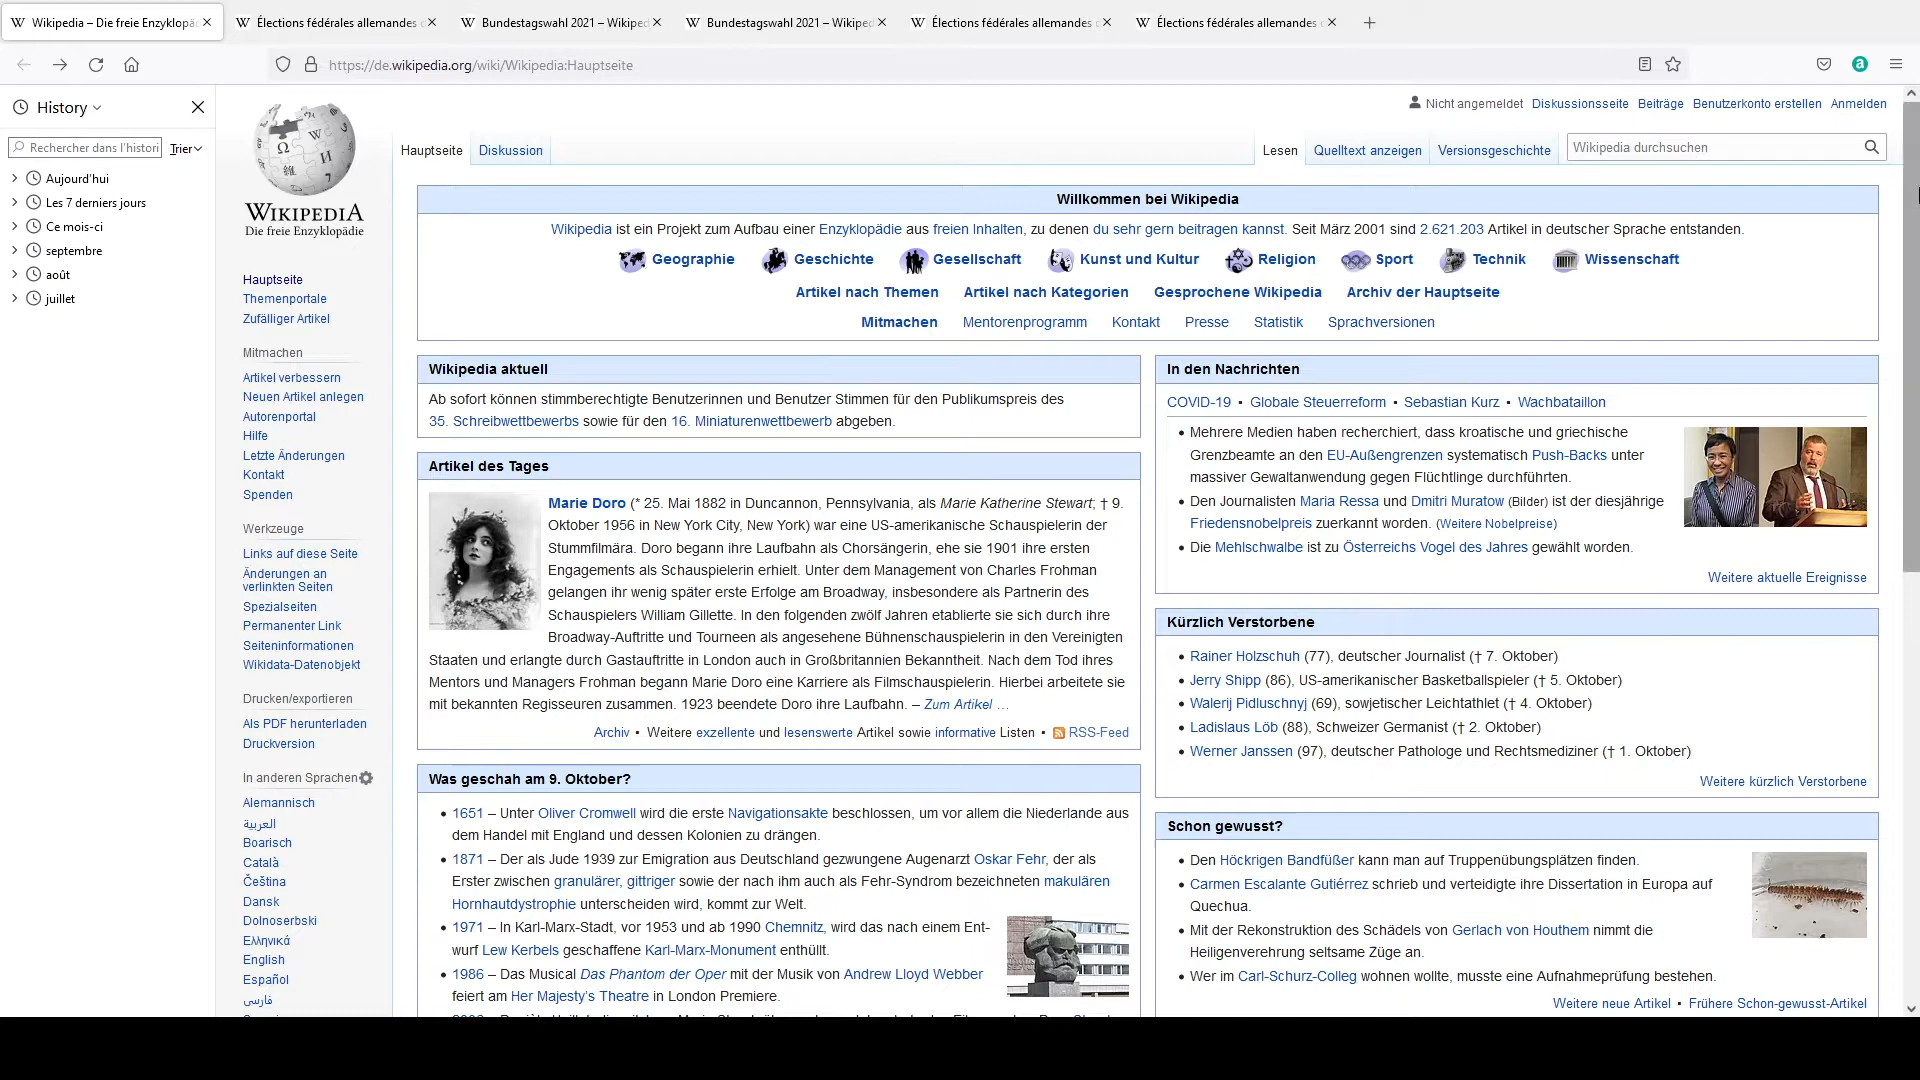 Wikipedia – Die freie Enzyklopä
Élections fédérales allemandes
Bundestagswahl 2021 – Wikiped
Bundestagswahl 2021 – Wikiped
Élections fédérales allemandes
Élections fédérales allemandes
https://de.wikipedia.org/wiki/Wikipedia:Hauptseite
History
Rechercher dans l'histori
Trier
Aujourd'hui
Les 7 derniers jours
Ce mois-ci
septembre
août
juillet
WIKIPEDIA
Die freie Enzyklopädie
Hauptseite
Themenportale
Zufälliger Artikel
Mitmachen
Artikel verbessern
Neuen Artikel anlegen
Autorenportal
Hilfe
Letzte Änderungen
Kontakt
Spenden
Werkzeuge
Links auf diese Seite
Änderungen an
verlinkten Seiten
Spezialseiten
Permanenter Link
Seiteninformationen
Wikidata-Datenobjekt
Drucken/exportieren
Als PDF herunterladen
Druckversion
In anderen Sprachen
Alemannisch
العربية
Boarisch
Català
Čeština
Dansk
Dolnoserbski
Ελληνικά
English
Español
فارسی
Nicht angemeldet Diskussionsseite Beiträge Benutzerkonto erstellen Anmelden
Hauptseite Diskussion Lesen Quelltext anzeigen Versionsgeschichte Wikipedia durchsuchen
Willkommen bei Wikipedia
Wikipedia ist ein Projekt zum Aufbau einer Enzyklopädie aus freien Inhalten, zu denen du sehr gern beitragen kannst. Seit März 2001 sind 2.621.203 Artikel in deutscher Sprache entstanden.
Geographie Geschichte Gesellschaft Kunst und Kultur Religion Sport Technik Wissenschaft
Artikel nach Themen Artikel nach Kategorien Gesprochene Wikipedia Archiv der Hauptseite
Mitmachen Mentorenprogramm Kontakt Presse Statistik Sprachversionen
Wikipedia aktuell
Ab sofort können stimmberechtigte Benutzerinnen und Benutzer Stimmen für den Publikumspreis des
35. Schreibwettbewerbs sowie für den 16. Miniaturenwettbewerb abgeben.
Artikel des Tages
Marie Doro (* 25. Mai 1882 in Duncannon, Pennsylvania, als Marie Katherine Stewart; † 9.
Oktober 1956 in New York City, New York) war eine US-amerikanische Schauspielerin der
Stummfilmära. Doro begann ihre Laufbahn als Chorsängerin, ehe sie 1901 ihre ersten
Engagements als Schauspielerin erhielt. Unter dem Management von Charles Frohman
gelangen ihr wenig später erste Erfolge am Broadway, insbesondere als Partnerin des
Schauspielers William Gillette. In den folgenden zwölf Jahren etablierte sie sich durch ihre
Broadway-Auftritte und Tourneen als angesehene Bühnenschauspielerin in den Vereinigten
Staaten und erlangte durch Gastauftritte in London auch in Großbritannien Bekanntheit. Nach dem Tod ihres
Mentors und Managers Frohman begann Marie Doro eine Karriere als Filmschauspielerin. Hierbei arbeitete sie
mit bekannten Regisseuren zusammen. 1923 beendete Doro ihre Laufbahn. – Zum Artikel …
Archiv • Weitere exzellente und lesenswerte Artikel sowie informative Listen • RSS-Feed
Was geschah am 9. Oktober?
• 1651 – Unter Oliver Cromwell wird die erste Navigationsakte beschlossen, um vor allem die Niederlande aus
dem Handel mit England und dessen Kolonien zu drängen.
• 1871 – Der als Jude 1939 zur Emigration aus Deutschland gezwungene Augenarzt Oskar Fehr, der als
Erster zwischen granulärer, gittriger sowie der nach ihm auch als Fehr-Syndrom bezeichneten makulären
Hornhautdystrophie unterscheiden wird, kommt zur Welt.
• 1971 – In Karl-Marx-Stadt, vor 1953 und ab 1990 Chemnitz, wird das nach einem Ent-
wurf Lew Kerbels geschaffene Karl-Marx-Monument enthüllt.
• 1986 – Das Musical Das Phantom der Oper mit der Musik von Andrew Lloyd Webber
feiert am Her Majesty's Theatre in London Premiere.
In den Nachrichten
COVID-19 • Globale Steuerreform • Sebastian Kurz • Wachbataillon
• Mehrere Medien haben recherchiert, dass kroatische und griechische
Grenzbeamte an den EU-Außengrenzen systematisch Push-Backs unter
massiver Gewaltanwendung gegen Flüchtlinge durchführten.
• Den Journalisten Maria Ressa und Dmitri Muratow (Bilder) ist der diesjährige
Friedensnobelpreis zuerkannt worden. (Weitere Nobelpreise)
• Die Mehlschwalbe ist zu Österreichs Vogel des Jahres gewählt worden.
Weitere aktuelle Ereignisse
Kürzlich Verstorbene
• Rainer Holzschuh (77), deutscher Journalist († 7. Oktober)
• Jerry Shipp (86), US-amerikanischer Basketballspieler († 5. Oktober)
• Walerij Pidluschnyj (69), sowjetischer Leichtathlet († 4. Oktober)
• Ladislaus Löb (88), Schweizer Germanist († 2. Oktober)
• Werner Janssen (97), deutscher Pathologe und Rechtsmediziner († 1. Oktober)
Weitere kürzlich Verstorbene
Schon gewusst?
• Den Höckrigen Bandfüßer kann man auf Truppenübungsplätzen finden.
• Carmen Escalante Gutiérrez schrieb und verteidigte ihre Dissertation in Europa auf
Quechua.
• Mit der Rekonstruktion des Schädels von Gerlach von Houthem nimmt die
Heiligenverehrung seltsame Züge an.
• Wer im Carl-Schurz-Colleg wohnen wollte, musste eine Aufnahmeprüfung bestehen.
Weitere neue Artikel • Frühere Schon-gewusst-Artikel